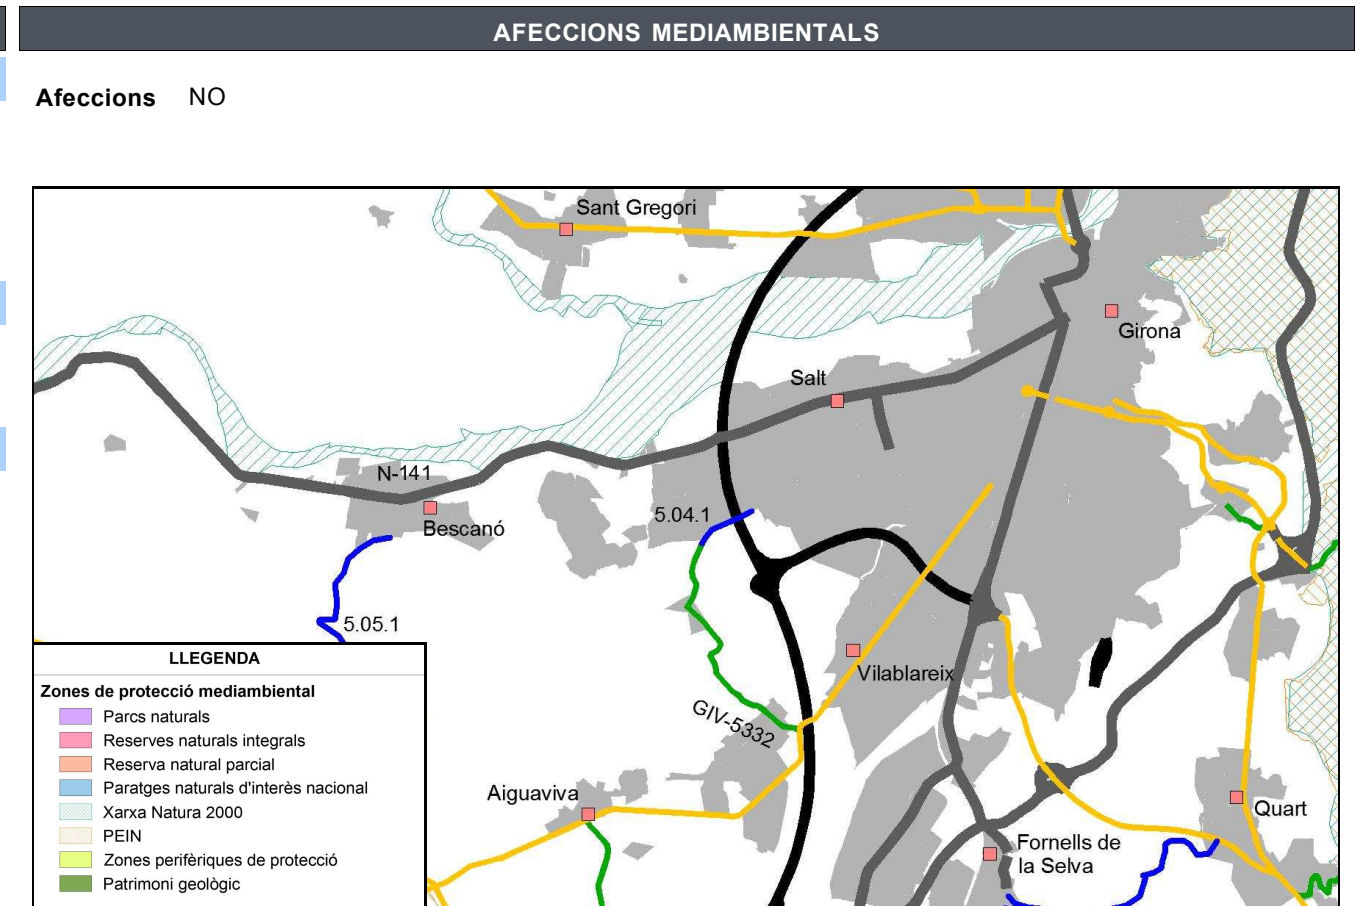 AFECCIONS MEDIAMBIENTALS
Afeccions NO
Sant Gregori
Girona
Salt
N-141
Bescanó
5.04.1
5.05.1
Vilablareix
GIV-5332
Aiguaviva
Quart
Fornells de
la Selva
LLEGENDA
Zones de protecció mediambiental
Parcs naturals
Reserves naturals integrals
Reserva natural parcial
Paratges naturals d'interès nacional
Xarxa Natura 2000
PEIN
Zones perifèriques de protecció
Patrimoni geològic